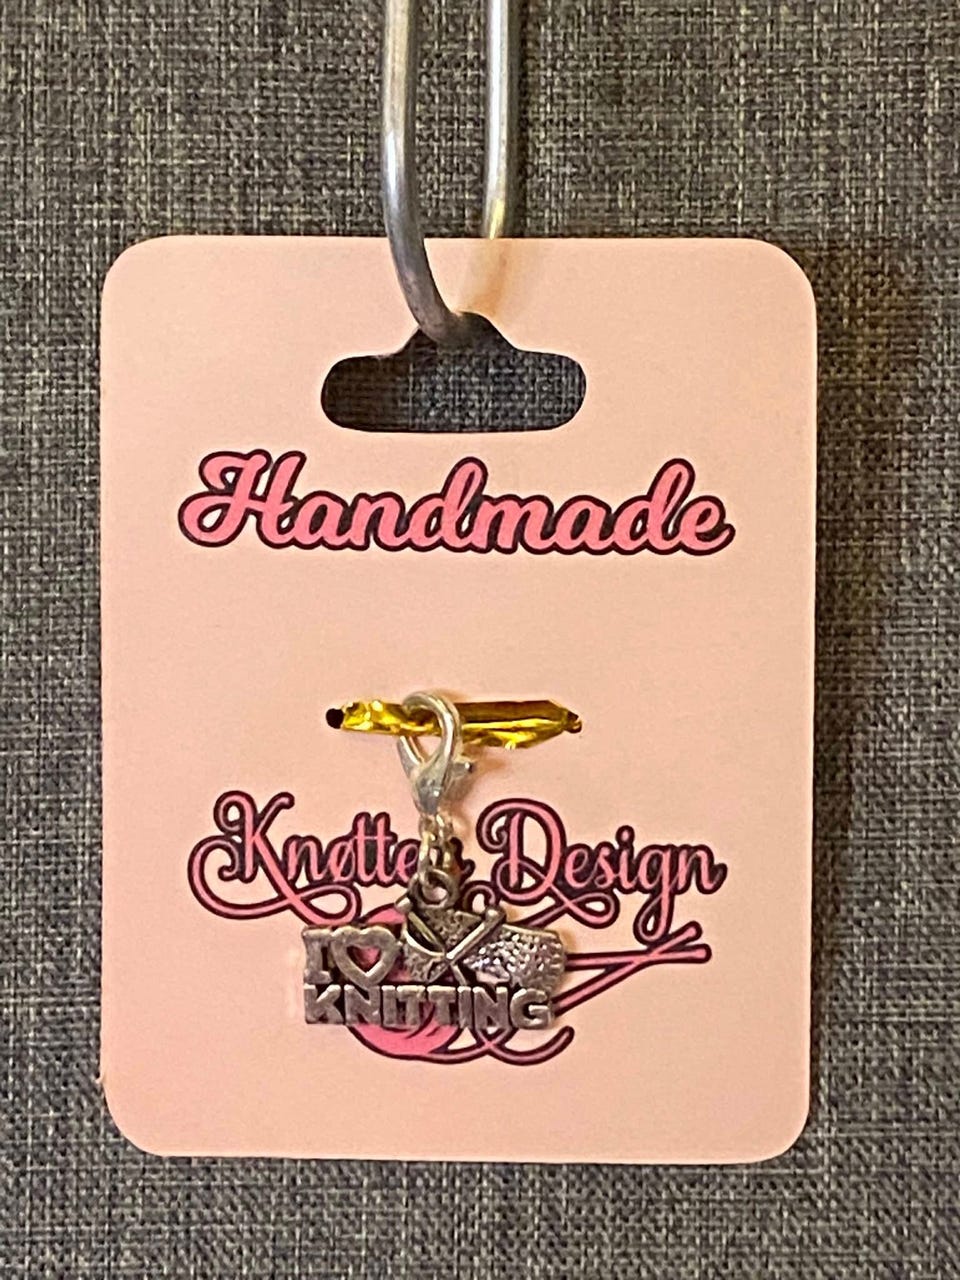 Handmade
Design
I ♥
KNITTING